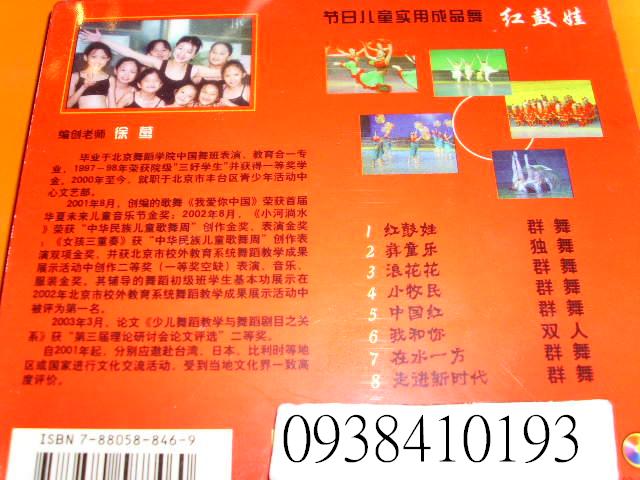 节日儿童实用成品舞 红鼓娃
编创老师 徐
毕业于北京舞蹈学院中国舞班表演、教育合一专
业，1997-98年荣获院级“三好学生”并获得一等奖学
金。2000年至今，就职于北京市丰台区青少年活动中
心文艺部。
2001年8月，创编的歌舞《我爱你中国》荣获首届
华夏未来儿童音乐节金奖；2002年8月，《小河淌水
》荣获“中华民族儿童歌舞周”创作金奖，表演金奖
；《女孩三重奏》获“中华民族儿童歌舞周”创作表
演双项金奖，并获北京市校外教育系统舞蹈教学成果
展示活动中创作二等奖（一等奖空缺）表演、音乐、
服装金奖。其辅导的舞蹈初级班学生基本功展示在
2002年北京市校外教育系统舞蹈教学成果展示活动中
被评为第一名。
2003年3月，论文《少儿舞蹈教学与舞蹈剧目之关
系》获“第三届理论研讨会论文评选”二等奖。
自2001年起，分别应邀赴台湾、日本、比利时等地
区或国家进行文化交流活动，受到当地文化界一致高
度评价。
1 红鼓娃 群舞
2 彝童乐 独舞
3 浪花花 群舞
4 小牧民 群舞
5 中国红 群舞
6 我和你 双人
7 在水一方 群舞
8 走进新时代 群舞
ISBN 7-88058-846-9
0938410193